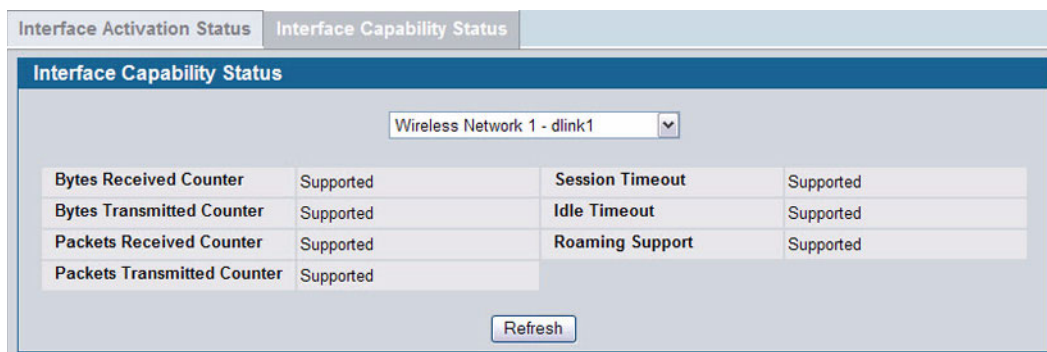 Interface Activation Status Interface Capability Status
Interface Capability Status
Wireless Network 1 - dlink1
Bytes Received Counter Supported Session Timeout Supported
Bytes Transmitted Counter Supported Idle Timeout Supported
Packets Received Counter Supported Roaming Support Supported
Packets Transmitted Counter Supported
Refresh